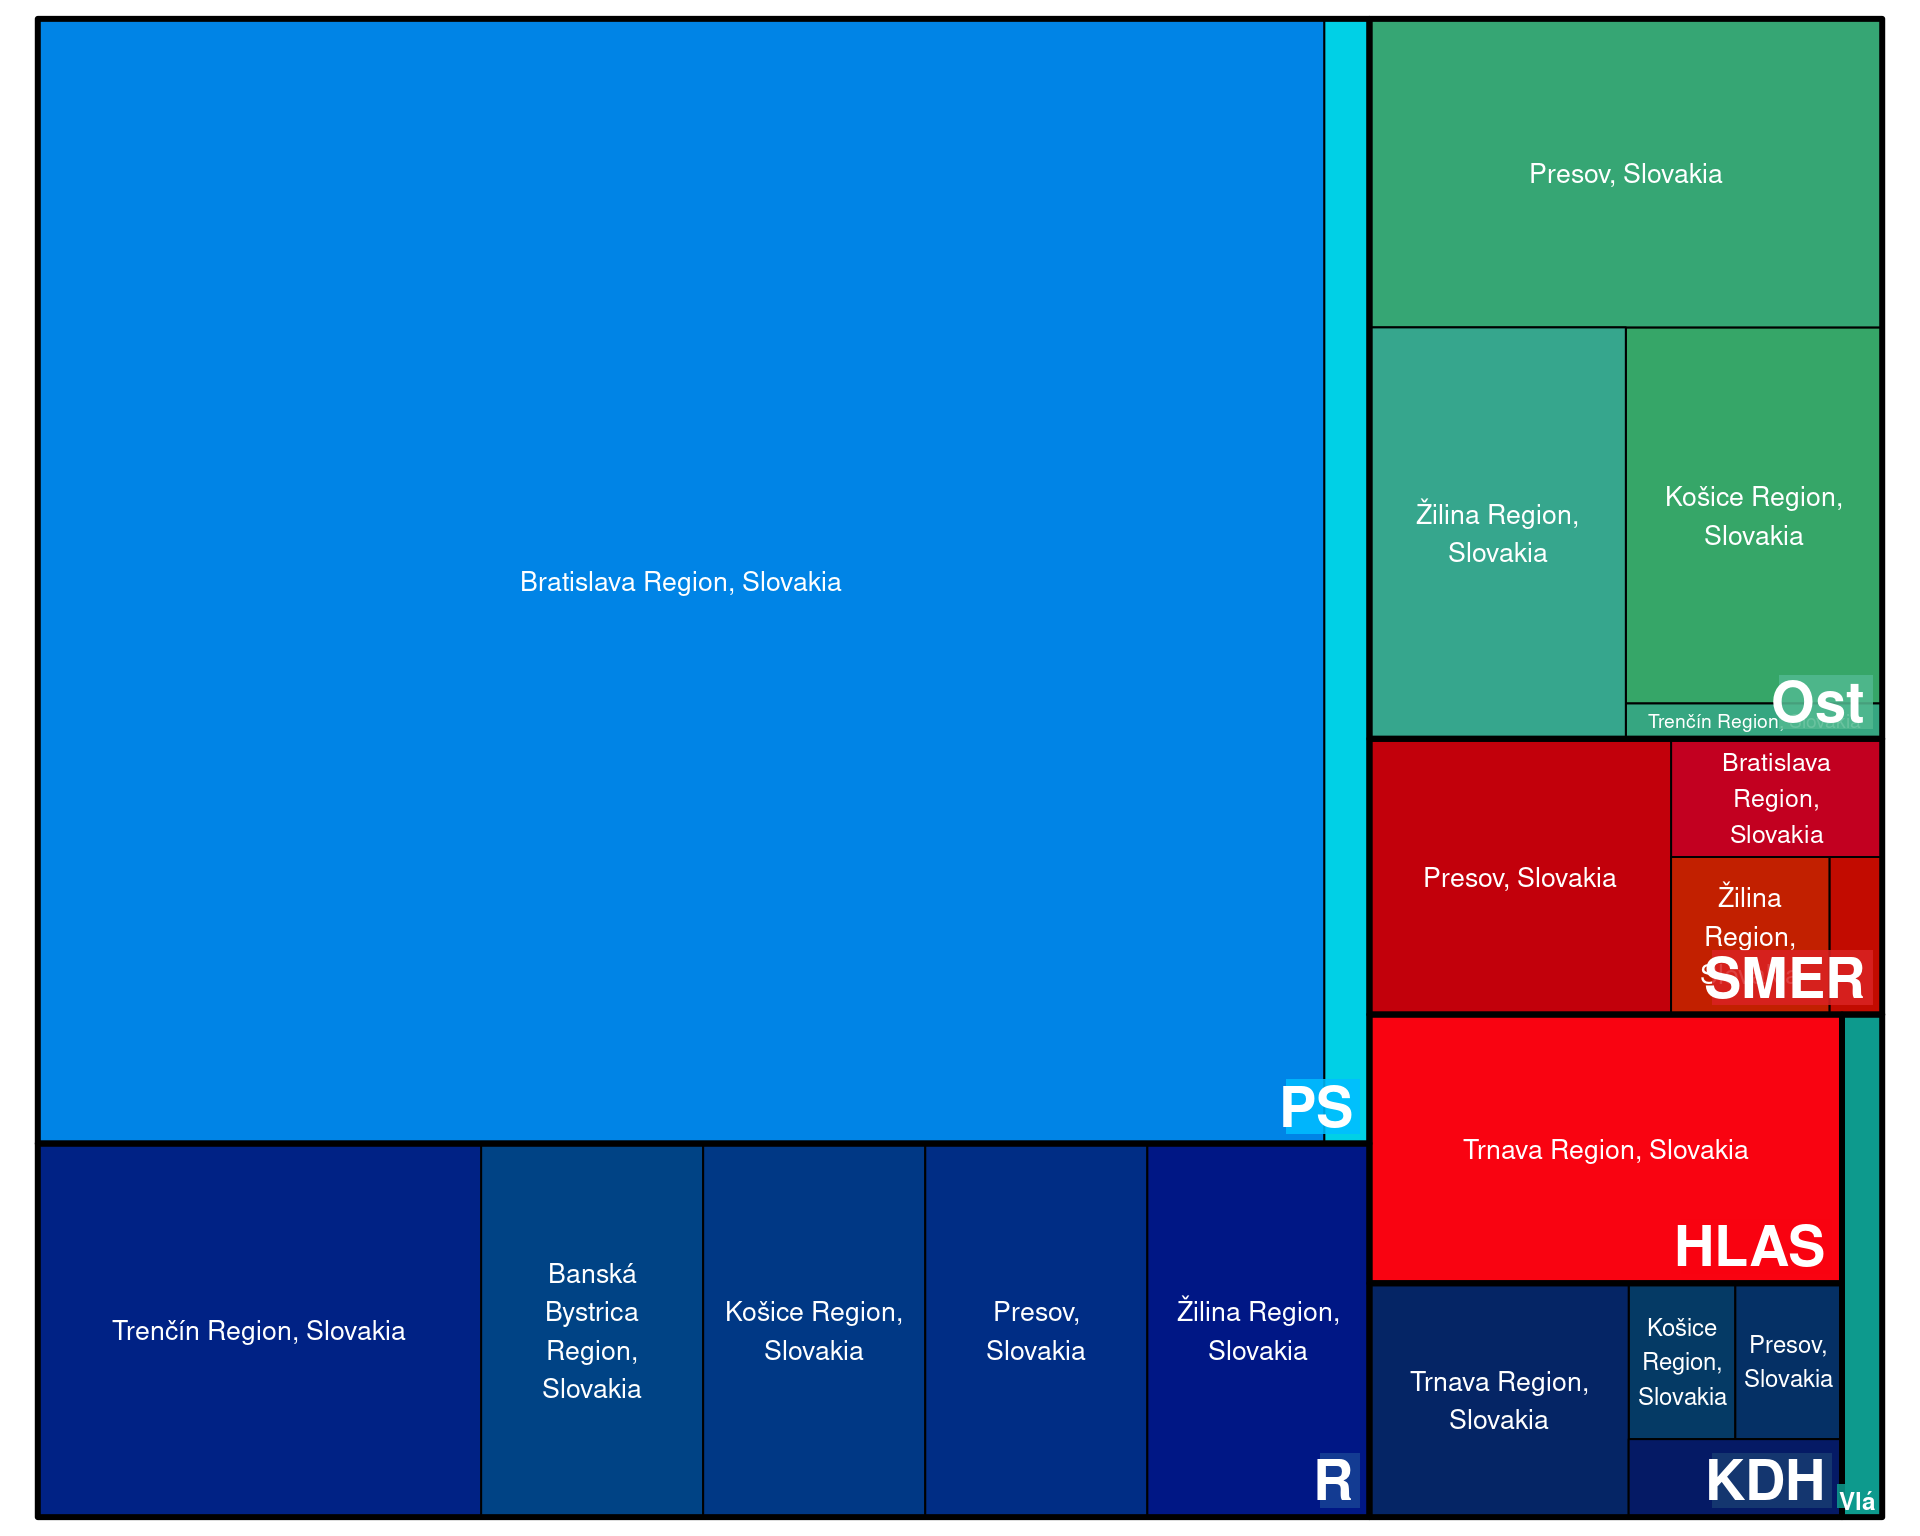 Bratislava Region, Slovakia
PS
Trenčín Region, Slovakia
Banská
Bystrica
Region,
Slovakia
Košice Region,
Slovakia
Presov,
Slovakia
Žilina Region,
Slovakia
R
Presov, Slovakia
Žilina Region,
Slovakia
Košice Region,
Slovakia
Trenčín Region, Slovakia
Ost
Presov, Slovakia
Bratislava
Region,
Slovakia
Žilina
Region,
SMER
Trnava Region, Slovakia
HLAS
Trnava Region,
Slovakia
Košice
Region,
Slovakia
Presov,
Slovakia
KDH
Vlá